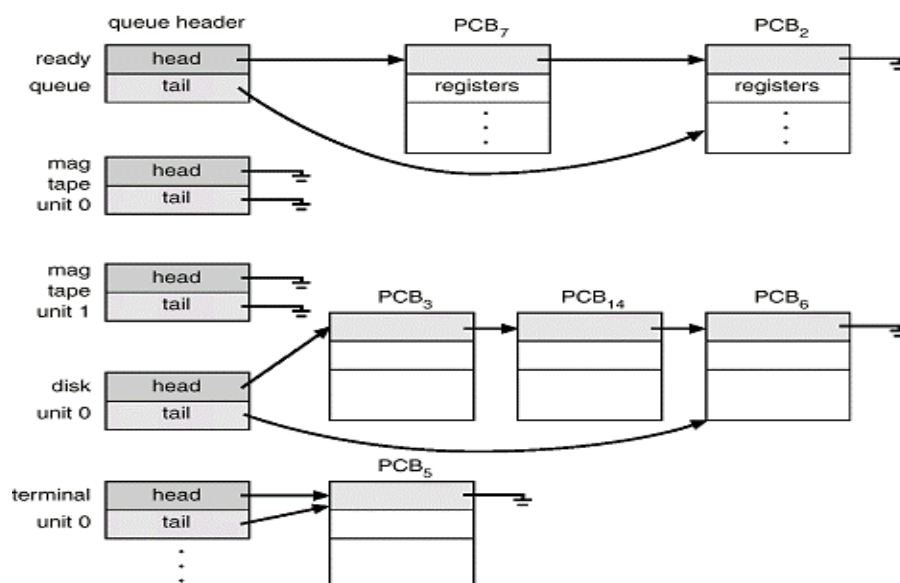 queue header
PCB7
PCB2
ready
queue
head
tail
registers
registers
mag
tape
unit 0
head
tail
mag
tape
unit 1
head
tail
PCB3
PCB14
PCB6
disk
unit 0
head
tail
PCB5
terminal
unit 0
head
tail